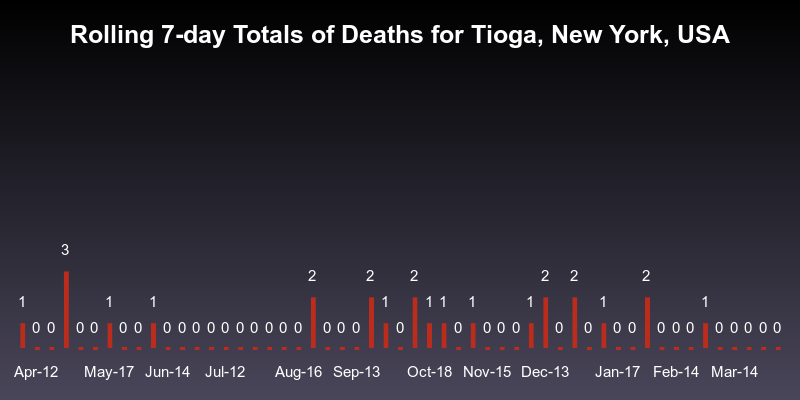 Rolling 7-day Totals of Deaths for Tioga, New York, USA
3
2 2 2 2 2 2
1 1 1 1 1 1 1 1 1 1
0 0 0 0 0 0 0 0 0 0 0 0 0 0 0 0 0 0 0 0 0 0 0 0 0 0 0 0 0 0 0 0 0 0 0 0
Apr-12 May-17 Jun-14 Jul-12 Aug-16 Sep-13 Oct-18 Nov-15 Dec-13 Jan-17 Feb-14 Mar-14